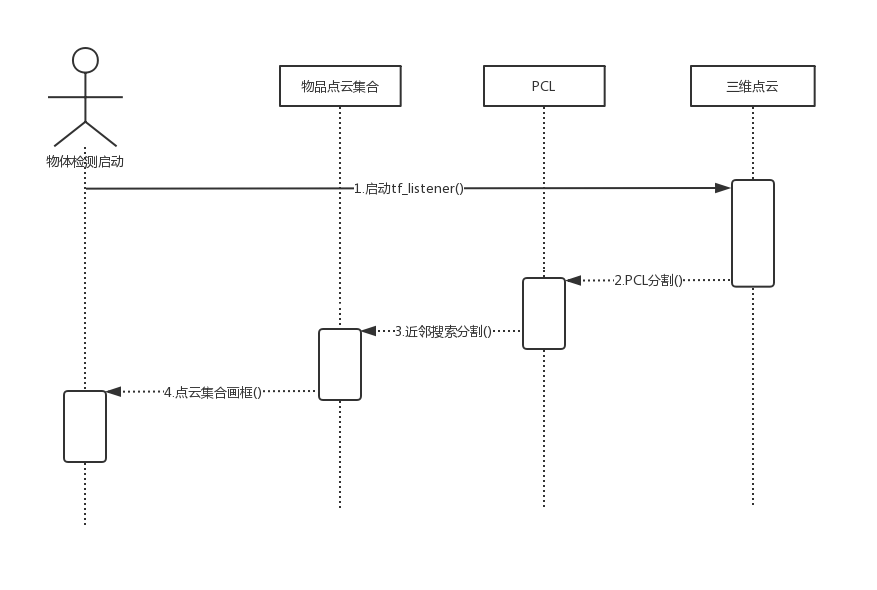 物品点云集合
PCL
三维点云
物体检测启动
1.启动tf_listener()
2.PCL分割()
3.近邻搜索分割()
4.点云集合画框()